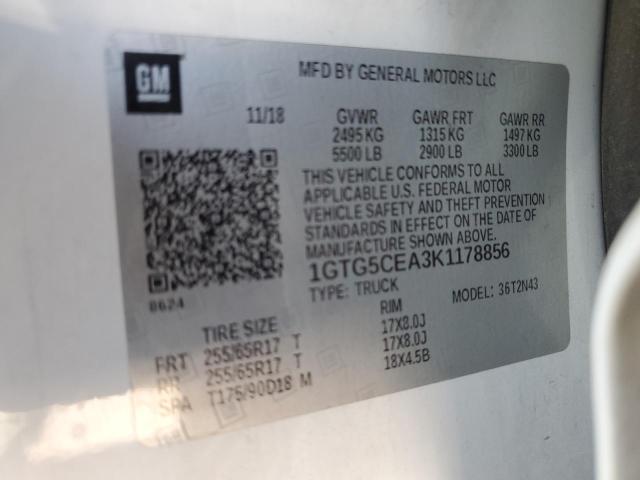 GM
MFD BY GENERAL MOTORS LLC
11/18 GVWR GAWR FRT GAWR RR
2495 KG 1315 KG 1497 KG
5500 LB 2900 LB 3300 LB
THIS VEHICLE CONFORMS TO ALL
APPLICABLE U.S. FEDERAL MOTOR
VEHICLE SAFETY AND THEFT PREVENTION
STANDARDS IN EFFECT ON THE DATE OF
MANUFACTURE SHOWN ABOVE.
1GTG5CEA3K1178856
TYPE: TRUCK MODEL: 36T2N43
0624
TIRE SIZE RIM
FRT 255/65R17 T 17X8.0J
RR 255/65R17 T 17X8.0J
SPA T175/90D18 M 18X4.5B